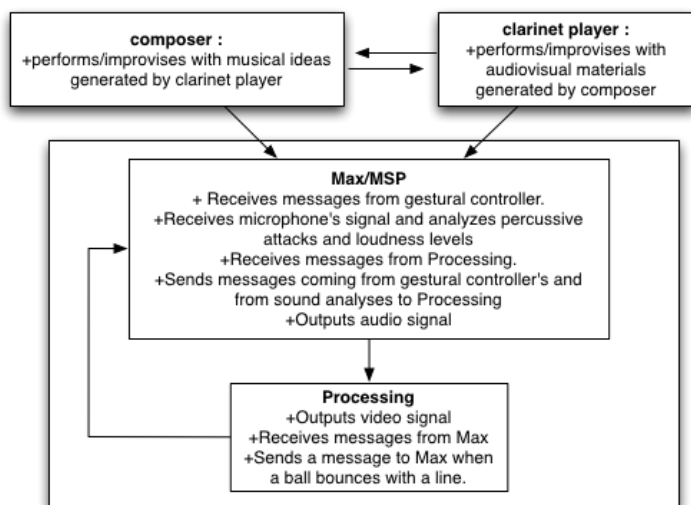 composer :
+performs/improvises with musical ideas
generated by clarinet player
clarinet player :
+performs/improvises with
audiovisual materials
generated by composer
Max/MSP
+ Receives messages from gestural controller.
+Receives microphone's signal and analyzes percussive
attacks and loudness levels
+Receives messages from Processing.
+Sends messages coming from gestural controller's and
from sound analyses to Processing
+Outputs audio signal
Processing
+Outputs video signal
+Receives messages from Max
+Sends a message to Max when
a ball bounces with a line.